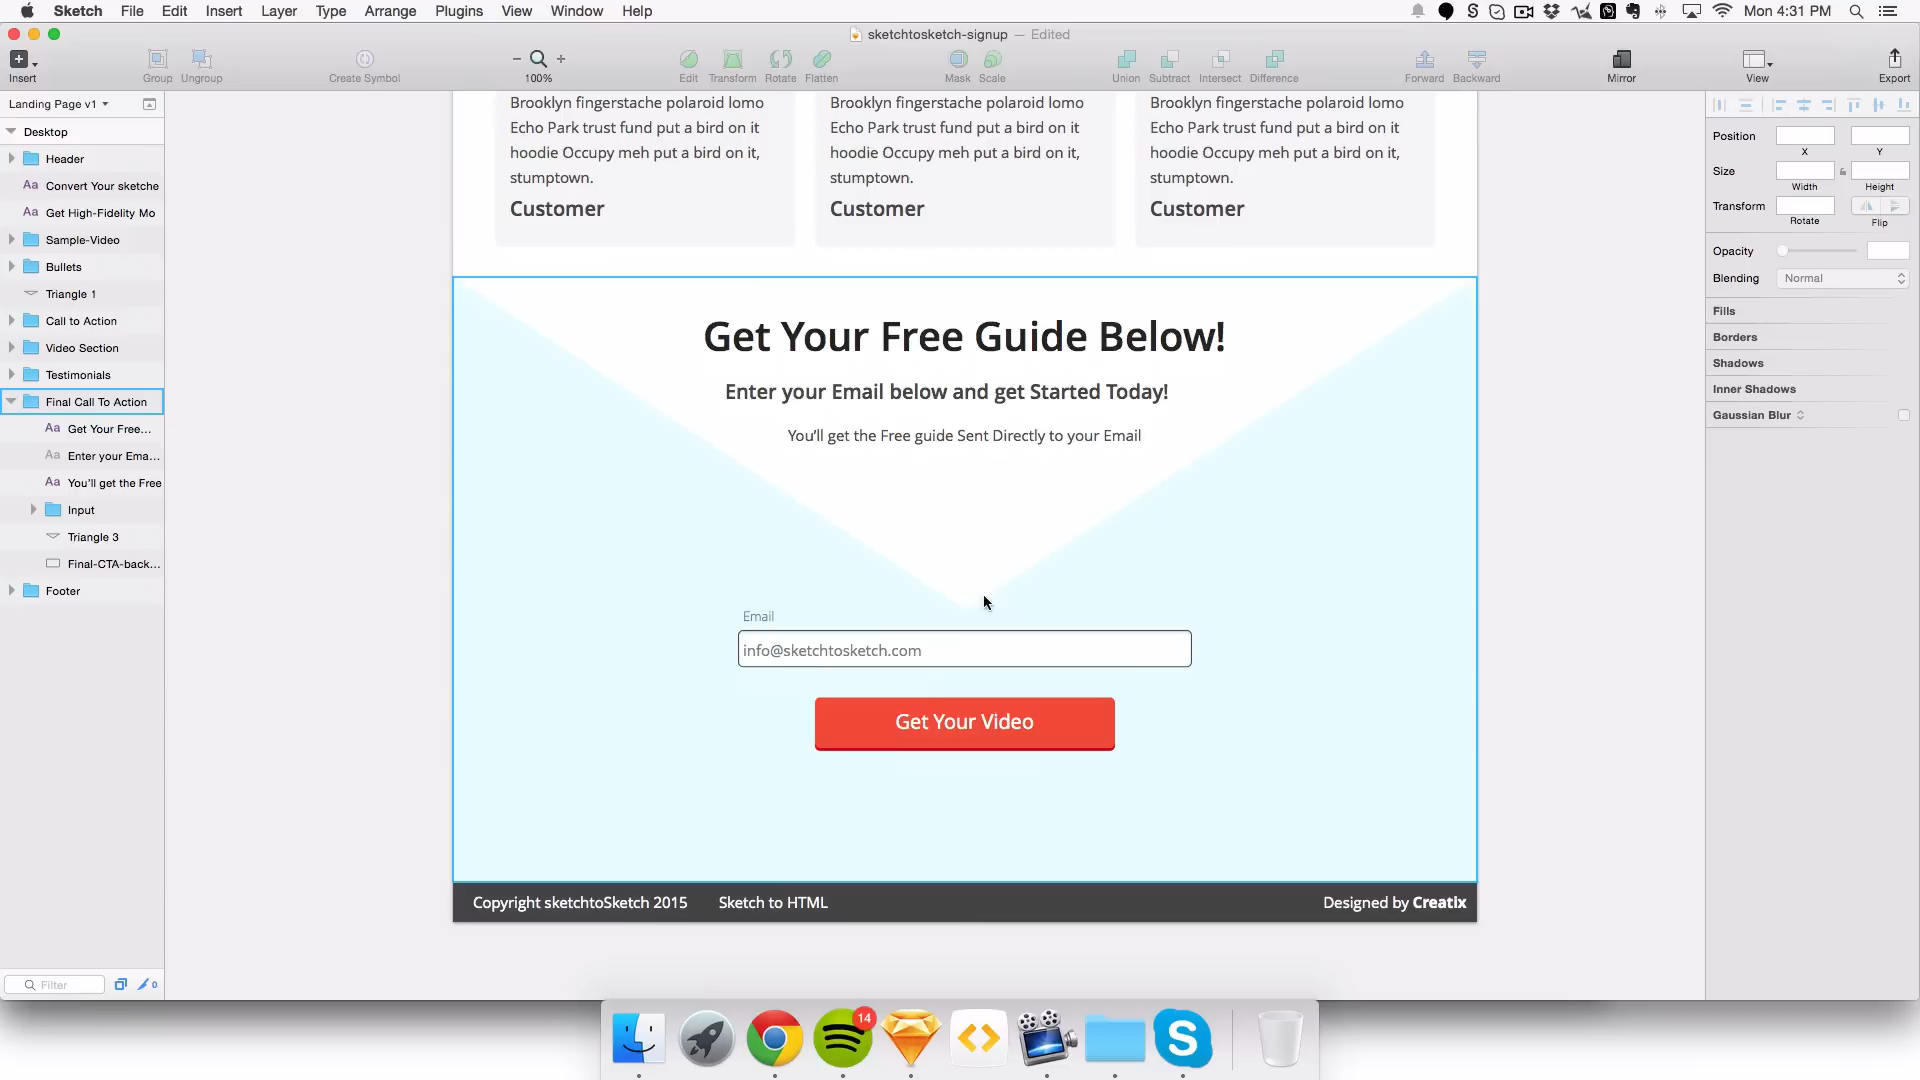 Sketch File Edit Insert Layer Type Arrange Plugins View Window Help
Mon 4:31 PM
sketchtosketch-signup — Edited
Insert Group Ungroup Create Symbol 100% Edit Transform Rotate Flatten Mask Scale Union Subtract Intersect Difference Forward Backward Mirror View Export
Landing Page v1
Desktop
Header
Aa Convert Your sketche
Aa Get High-Fidelity Mo
Sample-Video
Bullets
Triangle 1
Call to Action
Video Section
Testimonials
Final Call To Action
Aa Get Your Free...
Aa Enter your Ema...
Aa You'll get the Free
Input
Triangle 3
Final-CTA-back...
Footer
Filter
0
Brooklyn fingerstache polaroid lomo
Echo Park trust fund put a bird on it
hoodie Occupy meh put a bird on it,
stumptown.
Customer
Brooklyn fingerstache polaroid lomo
Echo Park trust fund put a bird on it
hoodie Occupy meh put a bird on it,
stumptown.
Customer
Brooklyn fingerstache polaroid lomo
Echo Park trust fund put a bird on it
hoodie Occupy meh put a bird on it,
stumptown.
Customer
Get Your Free Guide Below!
Enter your Email below and get Started Today!
You'll get the Free guide Sent Directly to your Email
Email
info@sketchtosketch.com
Get Your Video
Copyright sketchtoSketch 2015 Sketch to HTML Designed by Creatix
Position
X Y
Size
Width Height
Transform
Rotate Flip
Opacity
Blending Normal
Fills
Borders
Shadows
Inner Shadows
Gaussian Blur
14